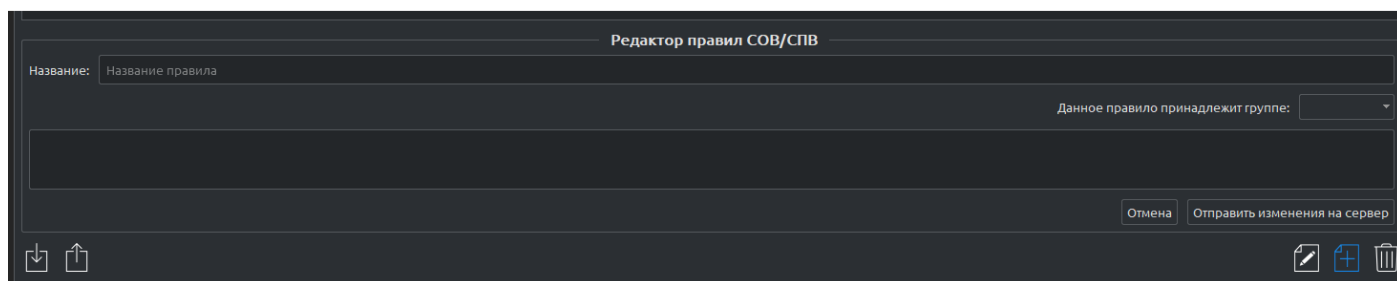 Редактор правил СОВ/СПВ
Название: Название правила
Данное правило принадлежит группе:
Отмена Отправить изменения на сервер